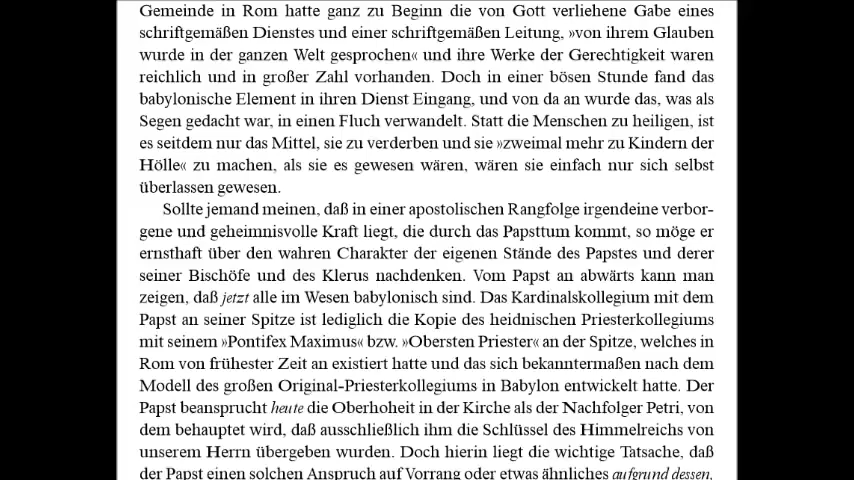 Gemeinde in Rom hatte ganz zu Beginn die von Gott verliehene Gabe eines
schriftgemäßen Dienstes und einer schriftgemäßen Leitung, »von ihrem Glauben
wurde in der ganzen Welt gesprochen« und ihre Werke der Gerechtigkeit waren
reichlich und in großer Zahl vorhanden. Doch in einer bösen Stunde fand das
babylonische Element in ihren Dienst Eingang, und von da an wurde das, was als
Segen gedacht war, in einen Fluch verwandelt. Statt die Menschen zu heiligen, ist
es seitdem nur das Mittel, sie zu verderben und sie »zweimal mehr zu Kindern der
Hölle« zu machen, als sie es gewesen wären, wären sie einfach nur sich selbst
überlassen gewesen.
Sollte jemand meinen, daß in einer apostolischen Rangfolge irgendeine verbor-
gene und geheimnisvolle Kraft liegt, die durch das Papsttum kommt, so möge er
ernsthaft über den wahren Charakter der eigenen Stände des Papstes und derer
seiner Bischöfe und des Klerus nachdenken. Vom Papst an abwärts kann man
zeigen, daß jetzt alle im Wesen babylonisch sind. Das Kardinalskollegium mit dem
Papst an seiner Spitze ist lediglich die Kopie des heidnischen Priesterkollegiums
mit seinem »Pontifex Maximus« bzw. »Obersten Priester« an der Spitze, welches in
Rom von frühester Zeit an existiert hatte und das sich bekanntermaßen nach dem
Modell des großen Original-Priesterkollegiums in Babylon entwickelt hatte. Der
Papst beansprucht heute die Oberhoheit in der Kirche als der Nachfolger Petri, von
dem behauptet wird, daß ausschließlich ihm die Schlüssel des Himmelreichs von
unserem Herrn übergeben wurden. Doch hierin liegt die wichtige Tatsache, daß
der Papst einen solchen Anspruch auf Vorrang oder etwas ähnliches aufgrund dessen,